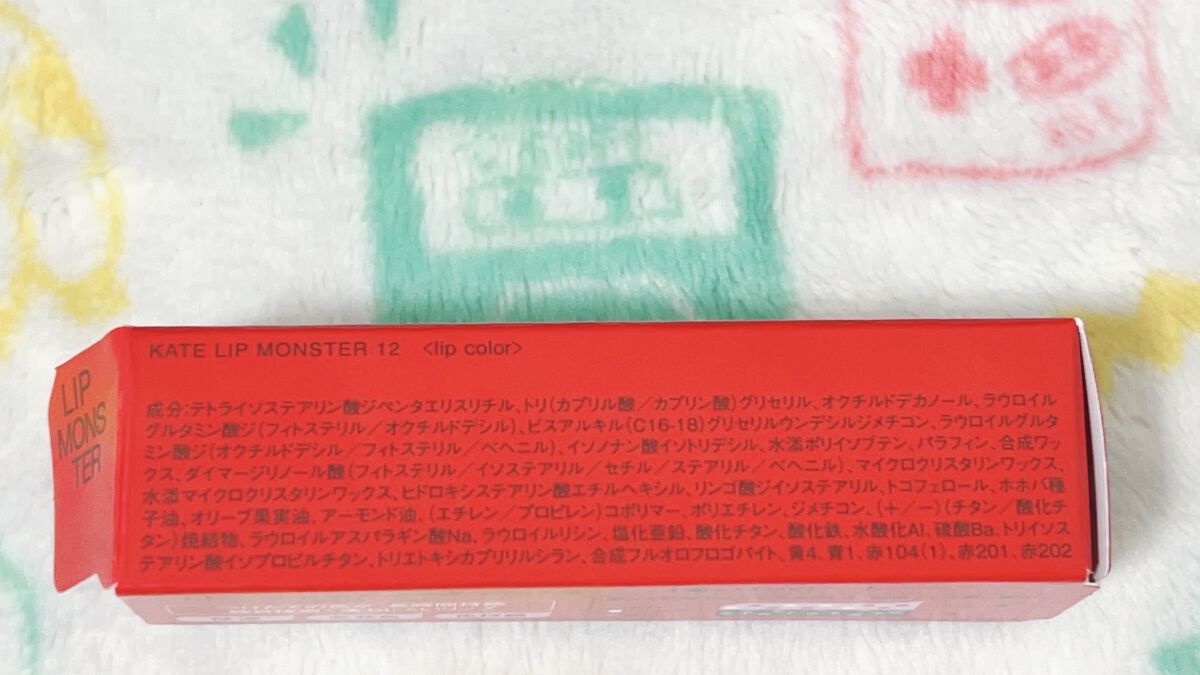 KATE LIP MONSTER 12 <lip color>
LIP
MONS
TER
成分:テトライソステアリン酸ジペンタエリスリチル、トリ(カプリル酸/カプリン酸)グリセリル、オクチルドデカノール、ラウロイル
グルタミン酸ジ(フィトステリル/オクチルドデシル)、ビスアルキル(C16-18)グリセリルウンデシルジメチコン、ラウロイルグルタ
ミン酸ジ(オクチルドデシル/フィトステリル/ベヘニル)、イソノナン酸イソトリデシル、水添ポリイソブテン、パラフィン、合成ワッ
クス、ダイマージリノール酸(フィトステリル/イソステアリル/セチル/ステアリル/ベヘニル)、マイクロクリスタリンワックス、
水添マイクロクリスタリンワックス、ヒドロキシステアリン酸エチルヘキシル、リンゴ酸ジイソステアリル、トコフェロール、ホホバ種
子油、オリーブ果実油、アーモンド油、(エチレン/プロピレン)コポリマー、ポリエチレン、ジメチコン、(+/-)(チタン/酸化チ
タン)焼結物、ラウロイルアスパラギン酸Na、ラウロイルリシン、塩化亜鉛、酸化チタン、酸化鉄、水酸化Al、硫酸Ba、トリイソス
テアリン酸イソプロピルチタン、トリエトキシカプリリルシラン、合成フルオロフロゴパイト、黄4、青1、赤104(1)、赤201、赤202